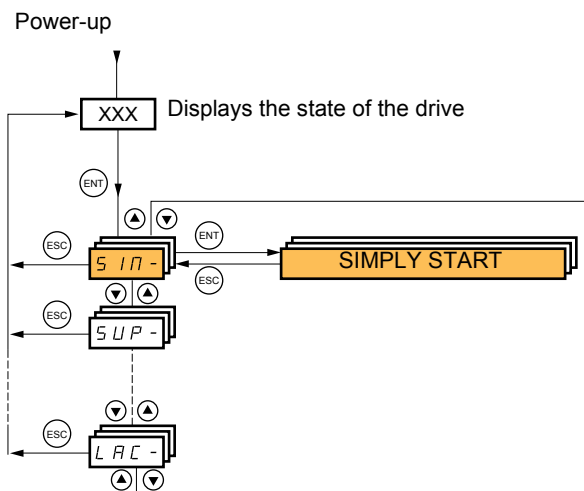 Power-up
XXX Displays the state of the drive
ENT
ESC SIM- ENT SIMPLY START
ESC
ESC SUP-
ESC LAC-